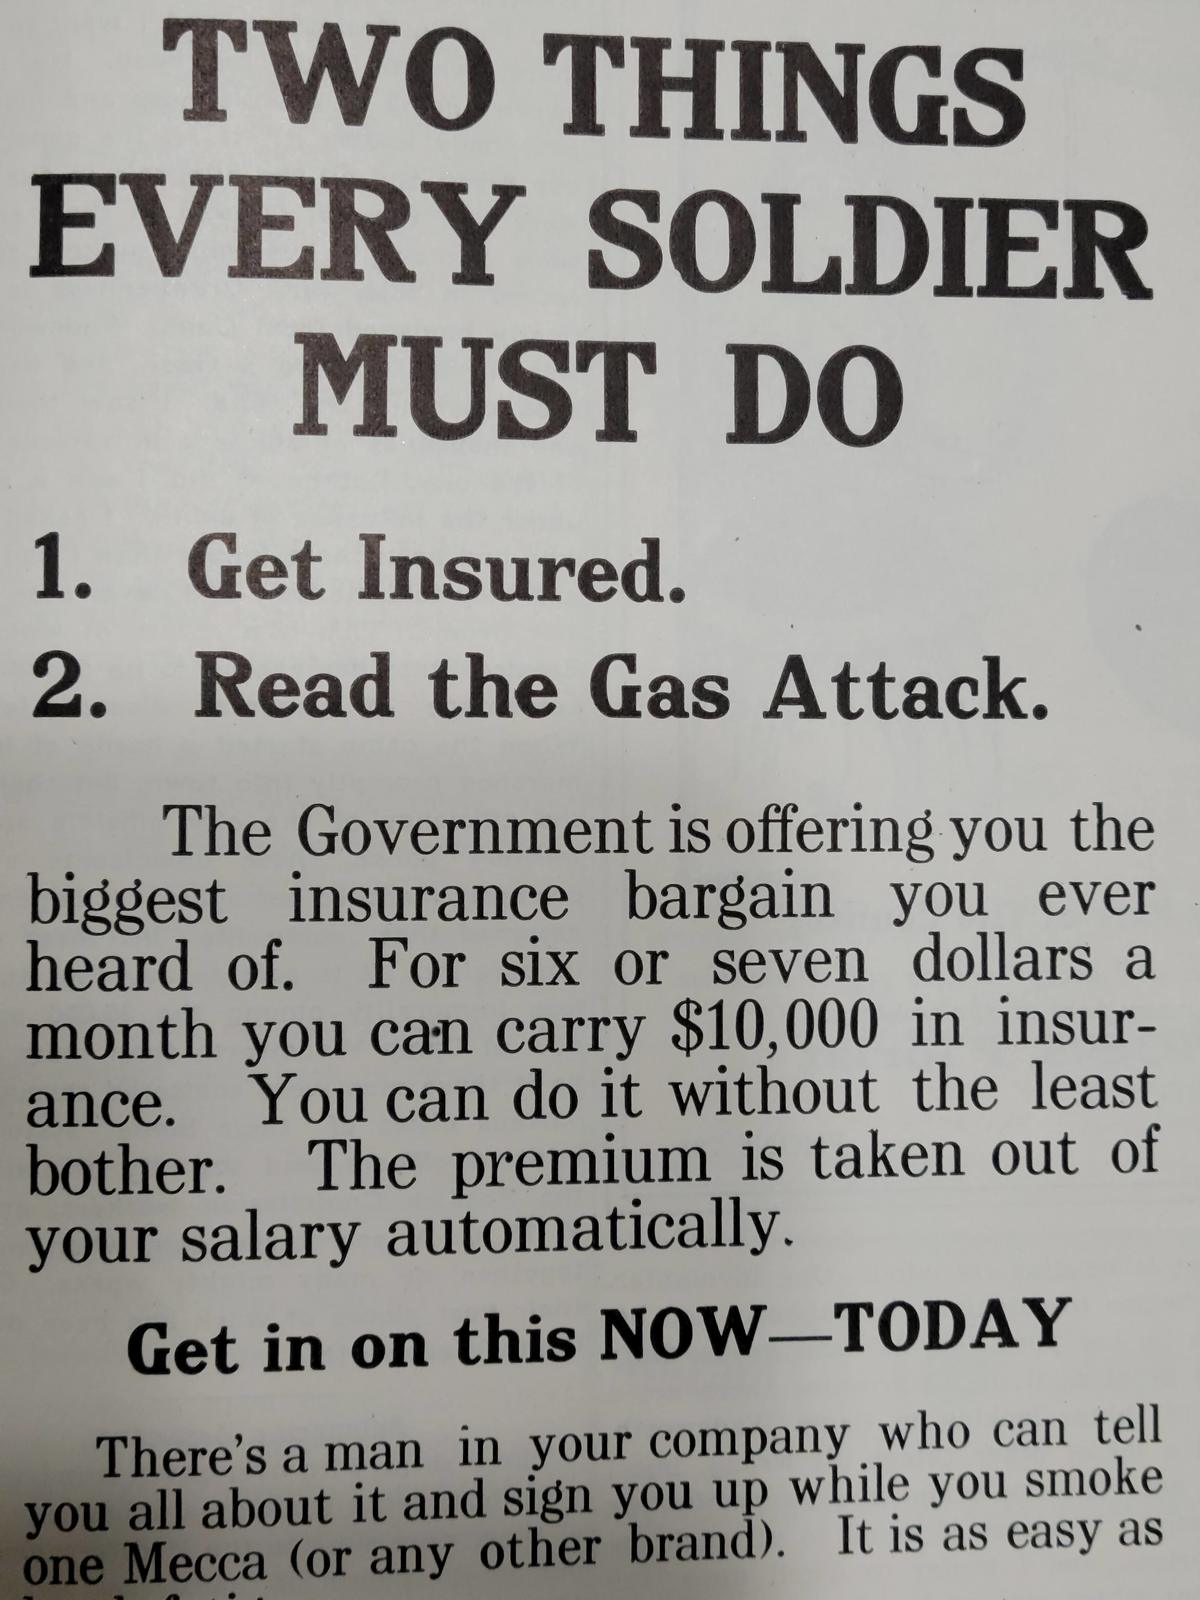 TWO THINGS
EVERY SOLDIER
MUST DO
1. Get Insured.
2. Read the Gas Attack.
The Government is offering you the
biggest insurance bargain you ever
heard of. For six or seven dollars a
month you can carry $10,000 in insur-
ance. You can do it without the least
bother. The premium is taken out of
your salary automatically.
Get in on this NOW—TODAY
There's a man in your company who can tell
you all about it and sign you up while you smoke
one Mecca (or any other brand). It is as easy as